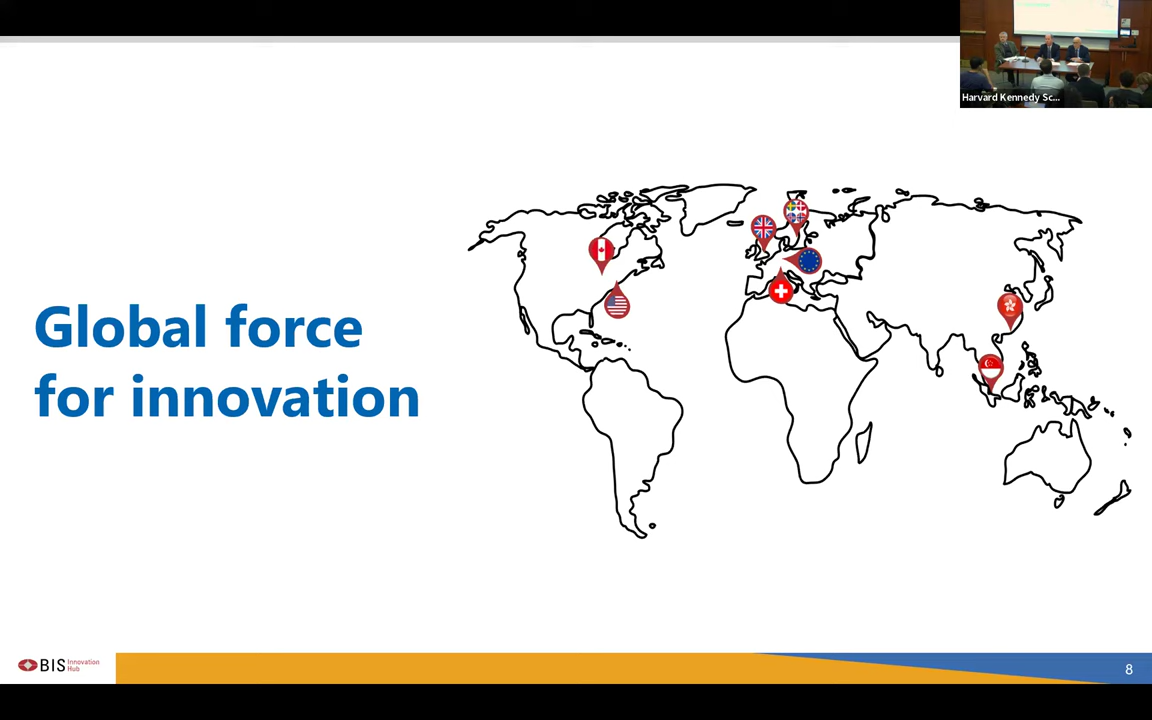 Harvard Kennedy Sc...
Global force
for innovation
BIS Innovation
Hub
8